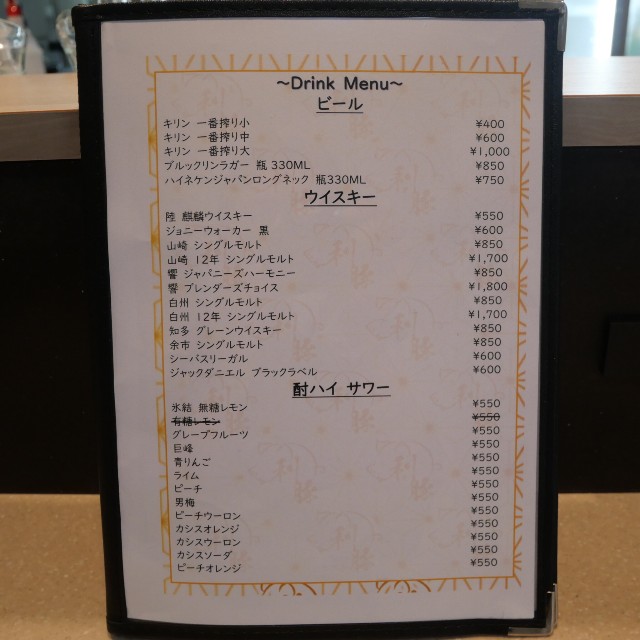 ～Drink Menu～
ビール
キリン 一番搾り小 ¥400
キリン 一番搾り中 ¥600
キリン 一番搾り大 ¥1,000
ブルックリンラガー 瓶 330ML ¥850
ハイネケンジャパンロングネック 瓶330ML ¥750
ウイスキー
陸 麒麟ウイスキー ¥550
ジョニーウォーカー 黒 ¥600
山崎 シングルモルト ¥850
山崎 12年 シングルモルト ¥1,700
響 ジャパニーズハーモニー ¥850
響 ブレンダーズチョイス ¥1,800
白州 シングルモルト ¥850
白州 12年 シングルモルト ¥1,700
知多 グレーンウイスキー ¥850
余市 シングルモルト ¥850
シーバスリーガル ¥600
ジャックダニエル ブラックラベル ¥600
酎ハイ サワー
氷結 無糖レモン ¥550
有糖レモン ¥550
グレープフルーツ ¥550
巨峰 ¥550
青りんご ¥550
ライム ¥550
ピーチ ¥550
男梅 ¥550
ピーチウーロン ¥550
カシスオレンジ ¥550
カシスウーロン ¥550
カシスソーダ ¥550
ピーチオレンジ ¥550